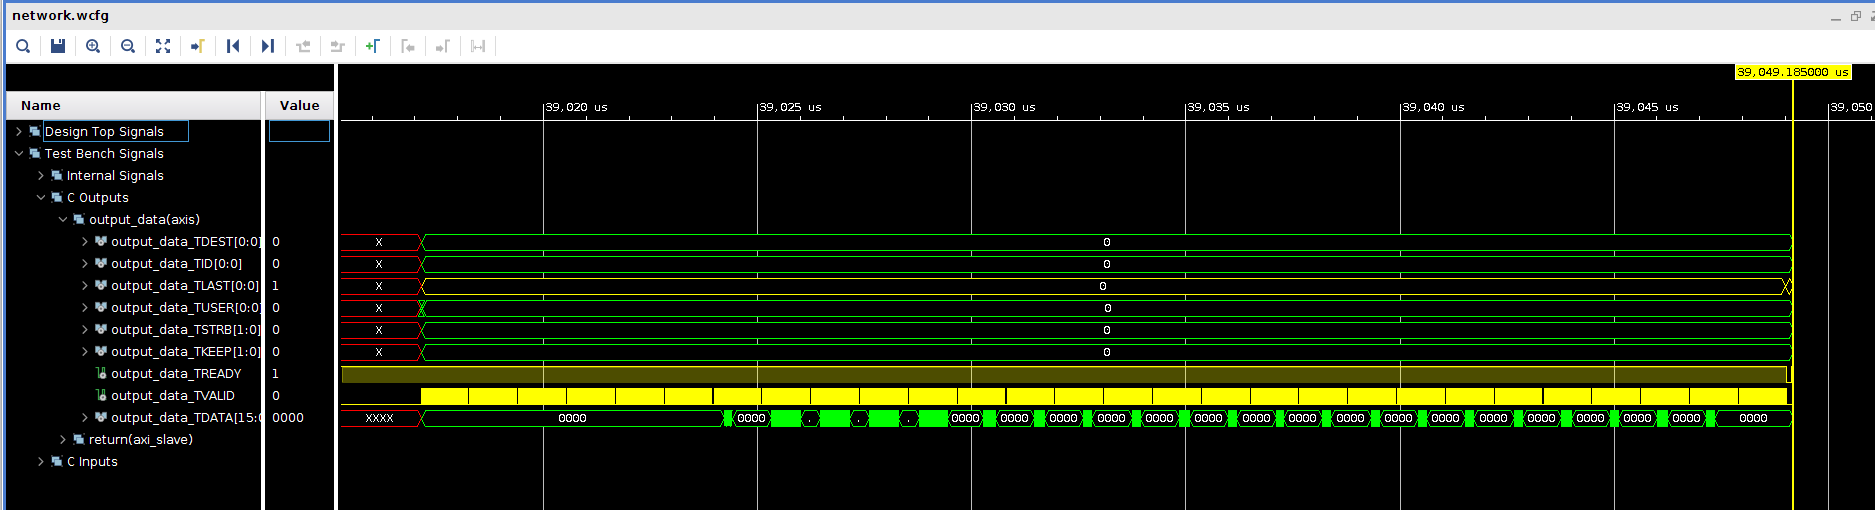 network.wcfg
39,049.185000 us
Name Value
39,020 us 39,025 us 39,030 us 39,035 us 39,040 us 39,045 us 39,050
Design Top Signals
Test Bench Signals
Internal Signals
C Outputs
output_data(axis)
output_data_TDEST[0:0] 0 X 0
output_data_TID[0:0] 0 X 0
output_data_TLAST[0:0] 1 X 0
output_data_TUSER[0:0] 0 X 0
output_data_TSTRB[1:0] 0 X 0
output_data_TKEEP[1:0] 0 X 0
output_data_TREADY 1
output_data_TVALID 0
output_data_TDATA[15:0 0000 XXXX 0000 0000 . . . 0000 0000 0000 0000 0000 0000 0000 0000 0000 0000 0000 0000 0000 0000 0000 0000 0000
return(axi_slave)
C Inputs